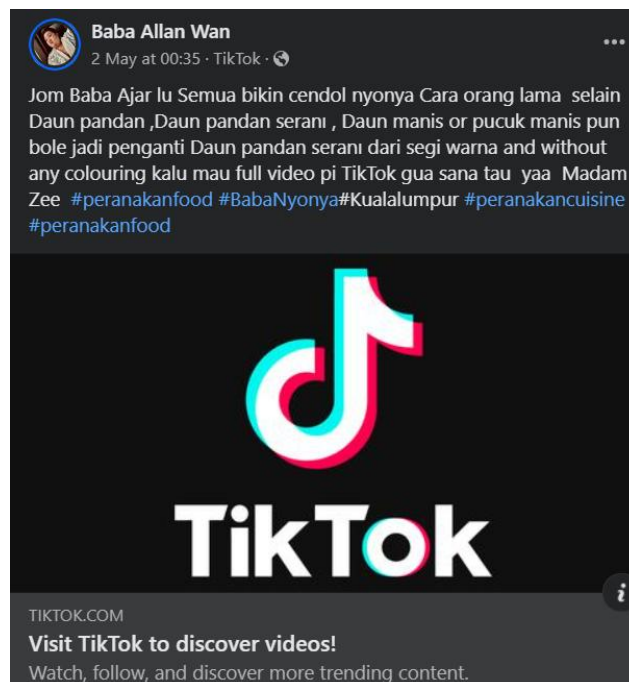 Baba Allan Wan
2 May at 00:35 · TikTok ·
Jom Baba Ajar lu Semua bikin cendol nyonya Cara orang lama selain
Daun pandan ,Daun pandan serani , Daun manis or pucuk manis pun
bole jadi penganti Daun pandan serani dari segi warna and without
any colouring kalu mau full video pi TikTok gua sana tau yaa Madam
Zee #peranakanfood #BabaNyonya#Kualalumpur #peranakancuisine
#peranakanfood
TikTok
TIKTOK.COM
Visit TikTok to discover videos!
Watch, follow, and discover more trending content.